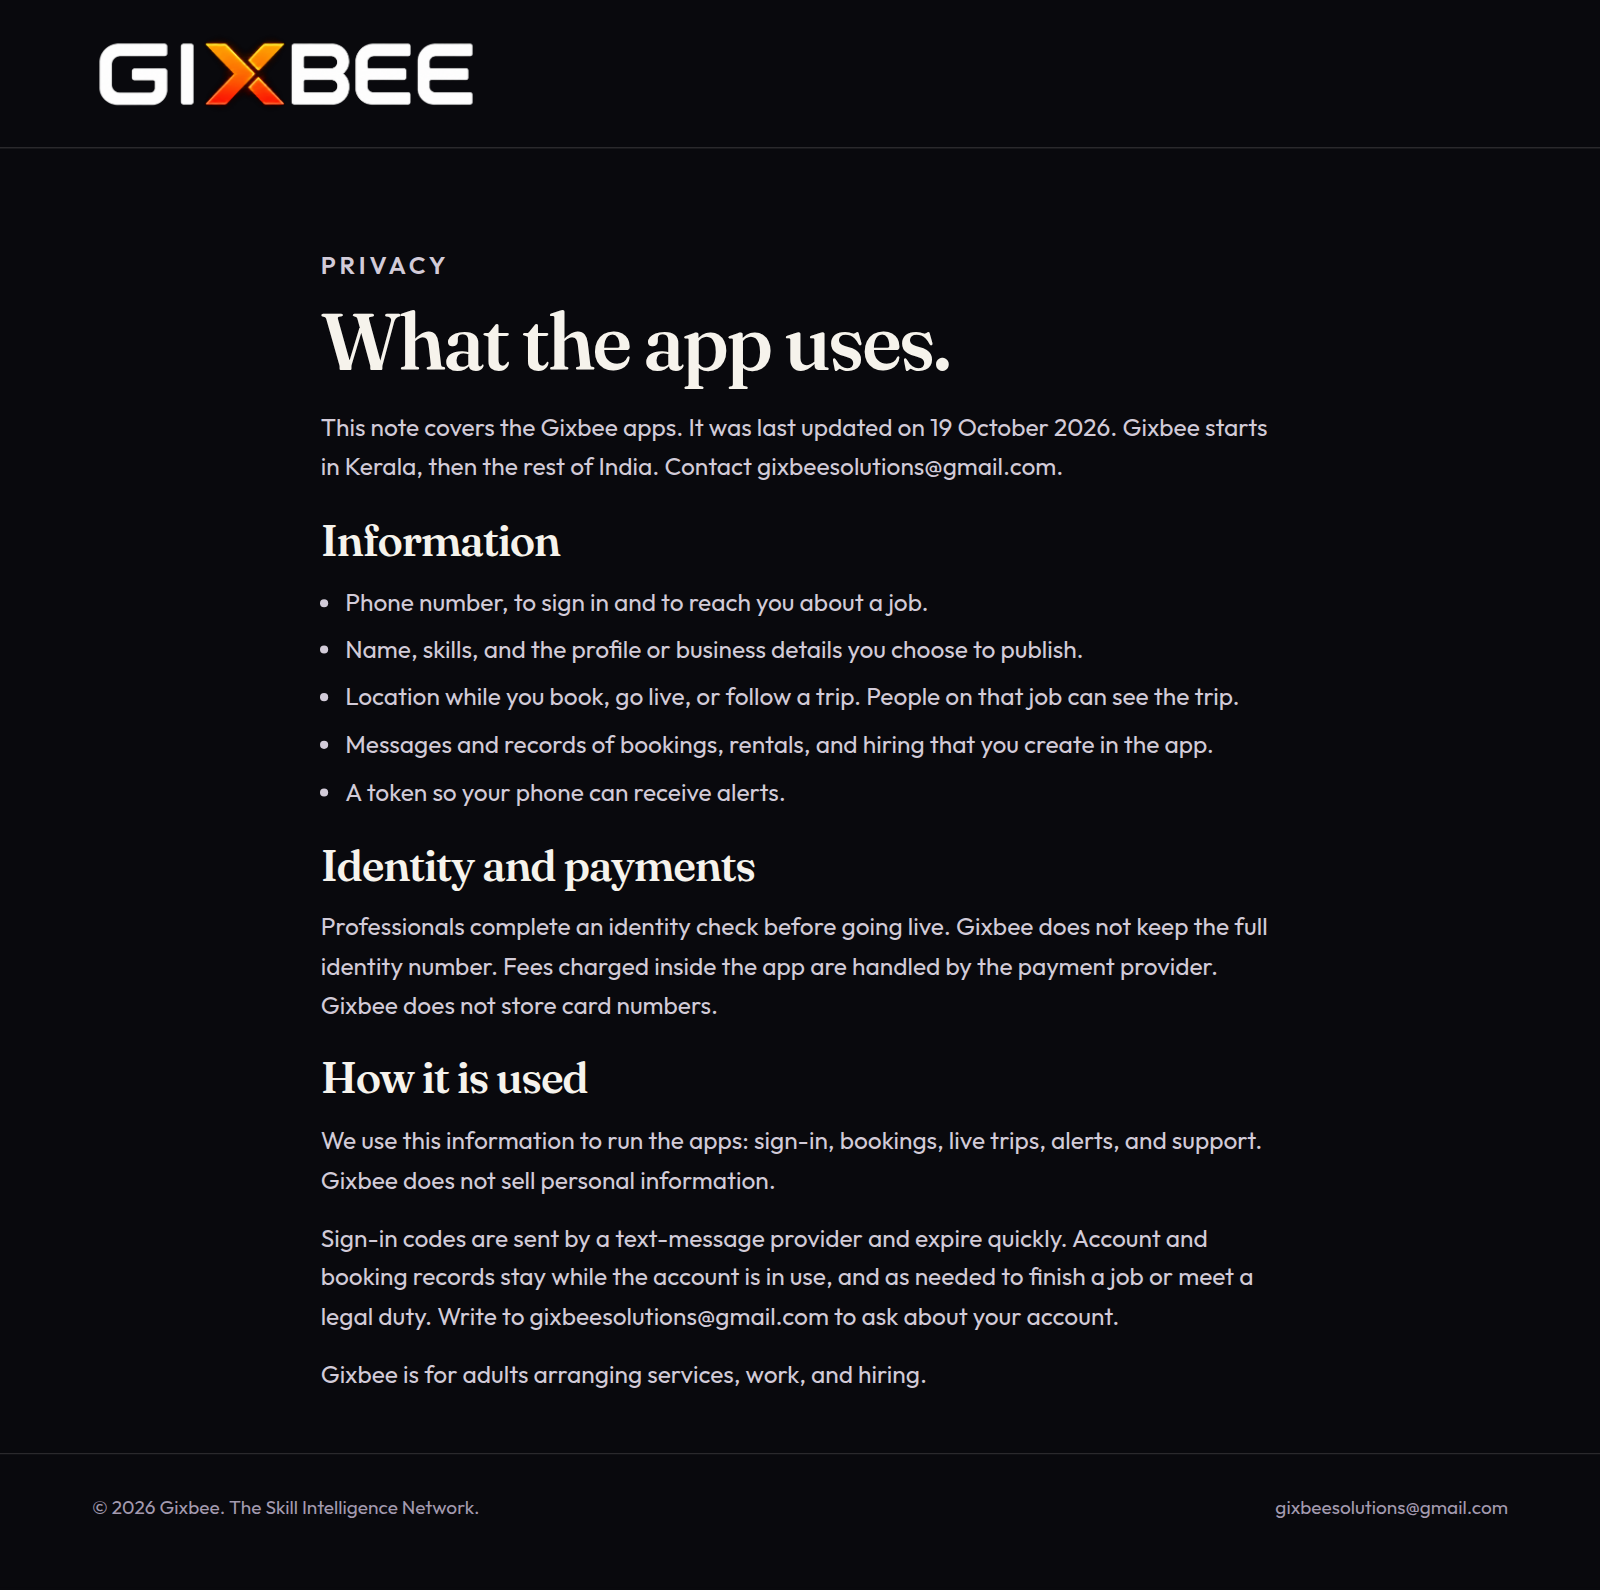 GIXBEE
PRIVACY
What the app uses.
This note covers the Gixbee apps. It was last updated on 19 October 2026. Gixbee starts
in Kerala, then the rest of India. Contact gixbeesolutions@gmail.com.
Information
• Phone number, to sign in and to reach you about a job.
• Name, skills, and the profile or business details you choose to publish.
• Location while you book, go live, or follow a trip. People on that job can see the trip.
• Messages and records of bookings, rentals, and hiring that you create in the app.
• A token so your phone can receive alerts.
Identity and payments
Professionals complete an identity check before going live. Gixbee does not keep the full
identity number. Fees charged inside the app are handled by the payment provider.
Gixbee does not store card numbers.
How it is used
We use this information to run the apps: sign-in, bookings, live trips, alerts, and support.
Gixbee does not sell personal information.
Sign-in codes are sent by a text-message provider and expire quickly. Account and
booking records stay while the account is in use, and as needed to finish a job or meet a
legal duty. Write to gixbeesolutions@gmail.com to ask about your account.
Gixbee is for adults arranging services, work, and hiring.
© 2026 Gixbee. The Skill Intelligence Network.
gixbeesolutions@gmail.com